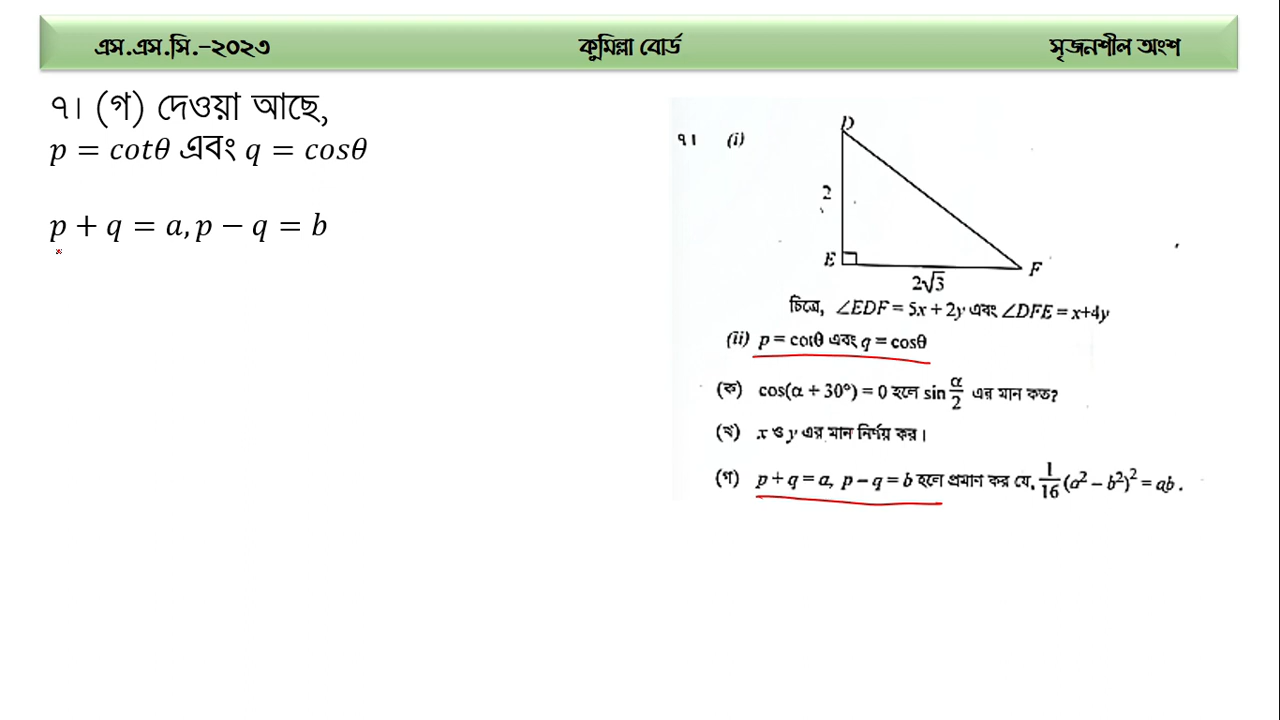 এস.এস.সি.-২০২৩ কুমিল্লা বোর্ড সৃজনশীল অংশ
৭। (গ) দেওয়া আছে,
p = cotθ এবং q = cosθ
p + q = a, p − q = b
৭। (i)
D
2
E
F
2√3
চিত্রে, ∠EDF = 5x + 2y এবং ∠DFE = x+4y
(ii) p = cotθ এবং q = cosθ
(ক) cos(α + 30°) = 0 হলে sin α/2 এর মান কত?
(খ) x ও y এর মান নির্ণয় কর।
(গ) p + q = a, p − q = b হলে প্রমাণ কর যে, 1/16 (a² − b²)² = ab.